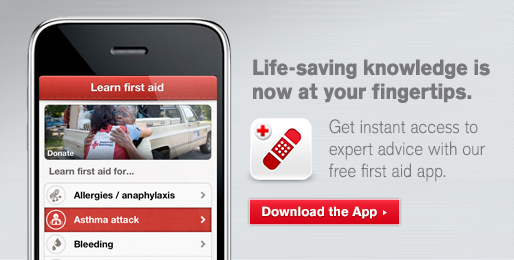 Learn first aid
Donate
Learn first aid for...
Allergies / anaphylaxis
Asthma attack
Bleeding
Life-saving knowledge is
now at your fingertips.
Get instant access to
expert advice with our
free first aid app.
Download the App